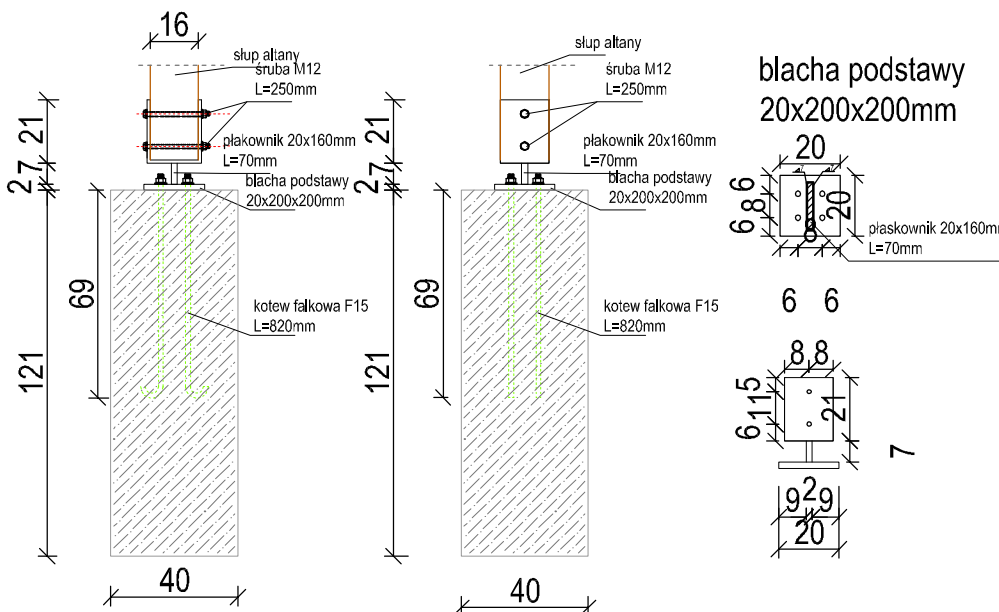 16
słup altany
śruba M12
L=250mm
21
płakownik 20x160mm
L=70mm
7
blacha podstawy
20x200x200mm
2
69
kotew falkowa F15
L=820mm
121
40
słup altany
śruba M12
L=250mm
21
płakownik 20x160mm
L=70mm
7
blacha podstawy
20x200x200mm
2
69
kotew falkowa F15
L=820mm
121
40
blacha podstawy
20x200x200mm
20
6
8
6
20
płaskownik 20x160mm
L=70mm
6 6
8 8
5
11
6
21
7
9 2 9
20